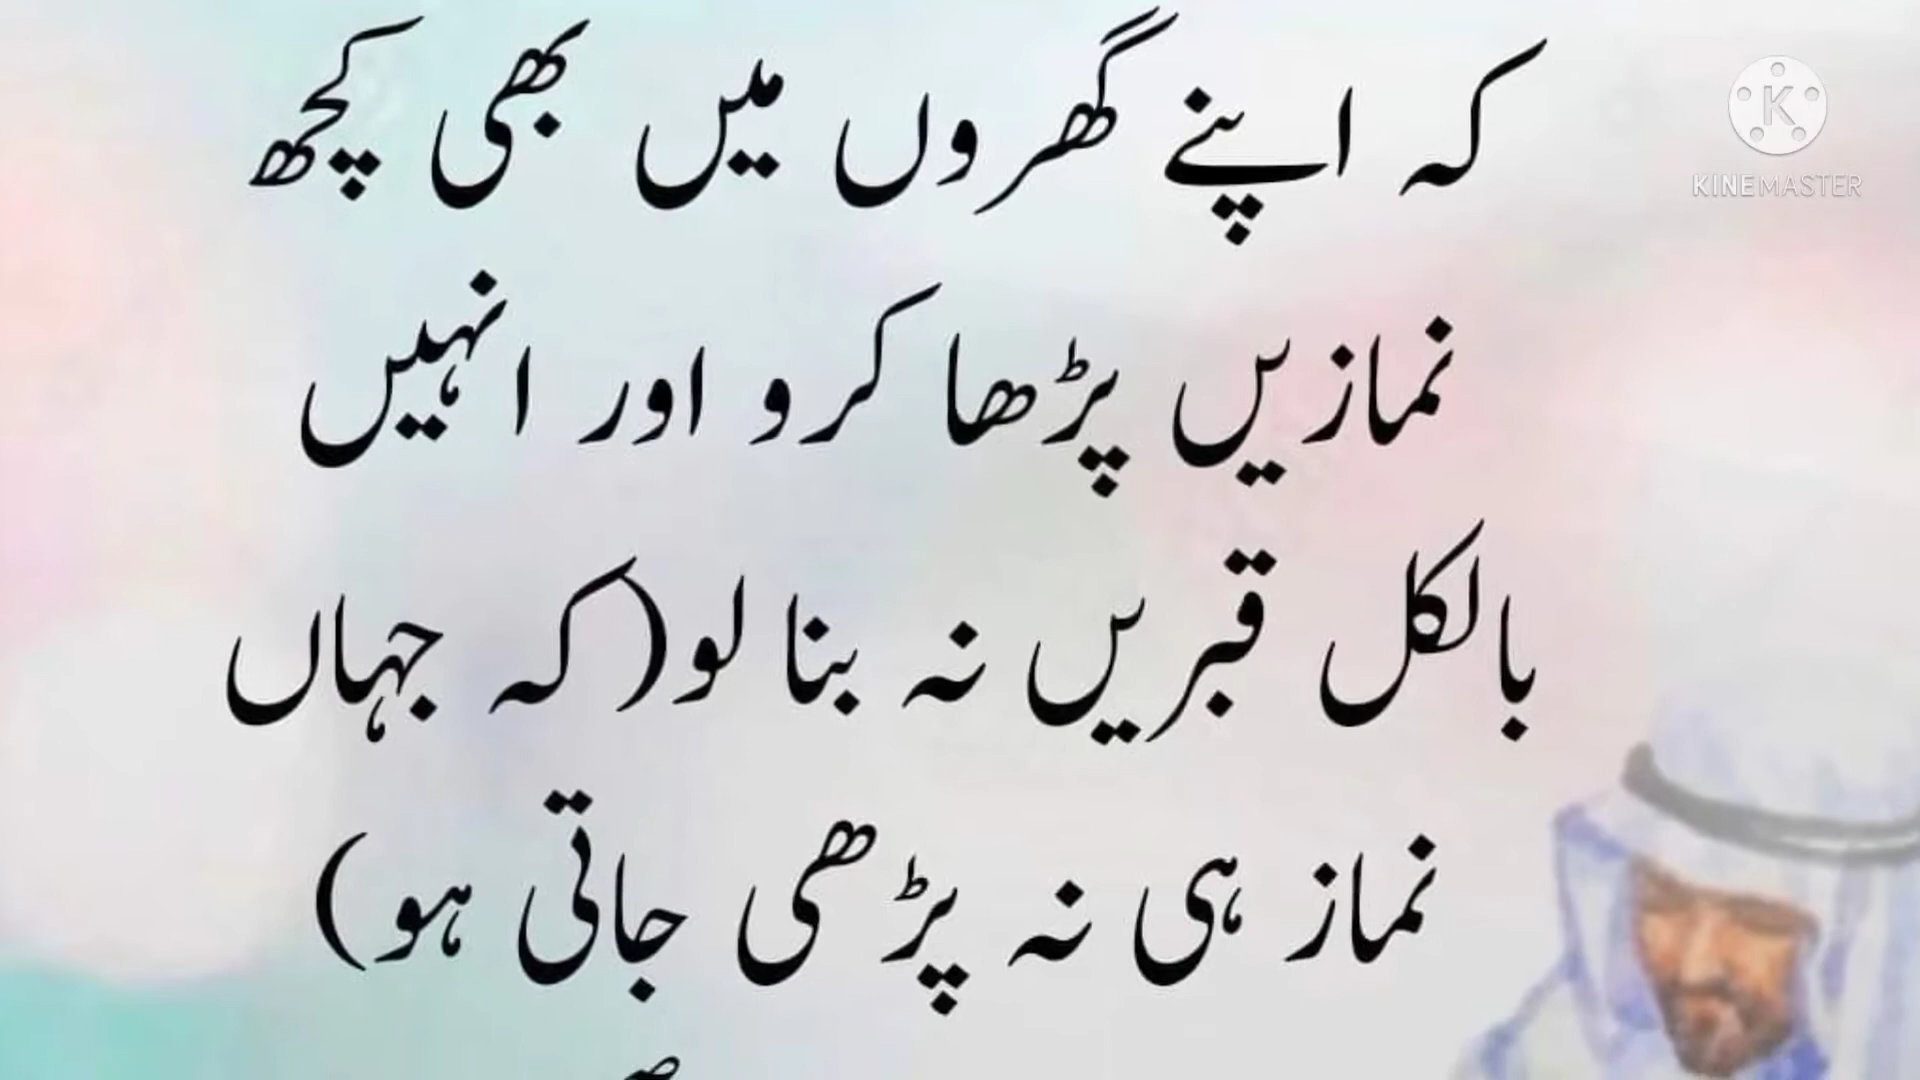 کہ اپنے گھروں میں بھی کچھ
نمازیں پڑھا کرو اور انہیں
بالکل قبریں نہ بنا لو(کہ جہاں
نماز ہی نہ پڑھی جاتی ہو)
K
KINEMASTER